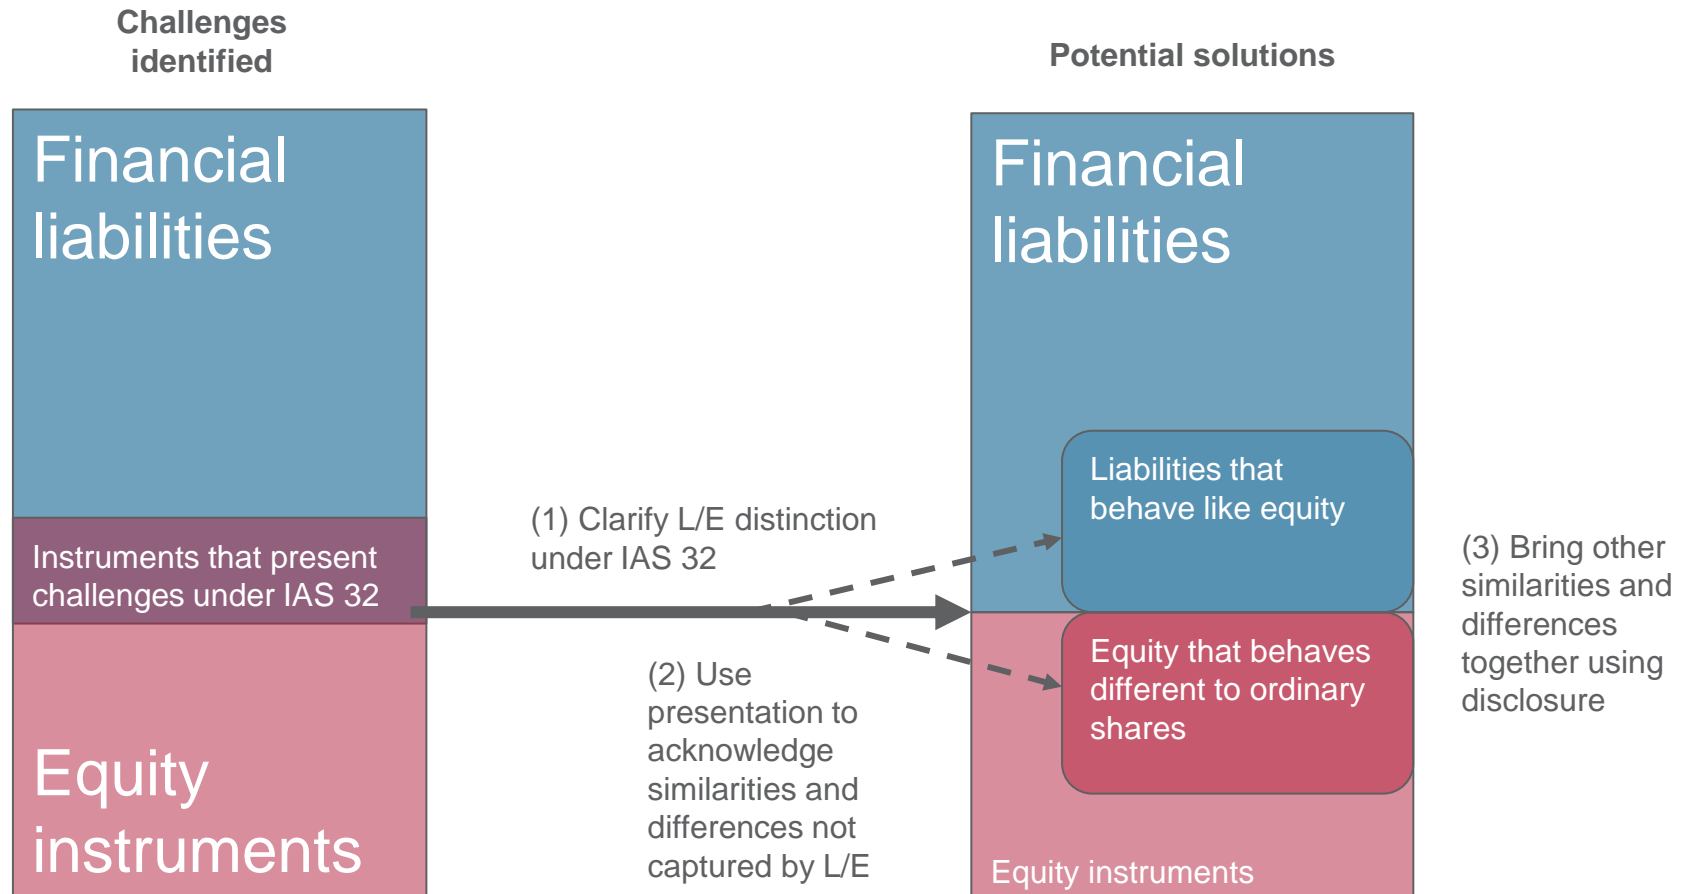 Challenges
identified
Financial
liabilities
Instruments that present
challenges under IAS 32
Equity
instruments
(1) Clarify L/E distinction
under IAS 32
(2) Use
presentation to
acknowledge
similarities and
differences not
captured by L/E
Potential solutions
Financial
liabilities
Liabilities that
behave like equity
Equity that behaves
different to ordinary
shares
Equity instruments
(3) Bring other
similarities and
differences
together using
disclosure